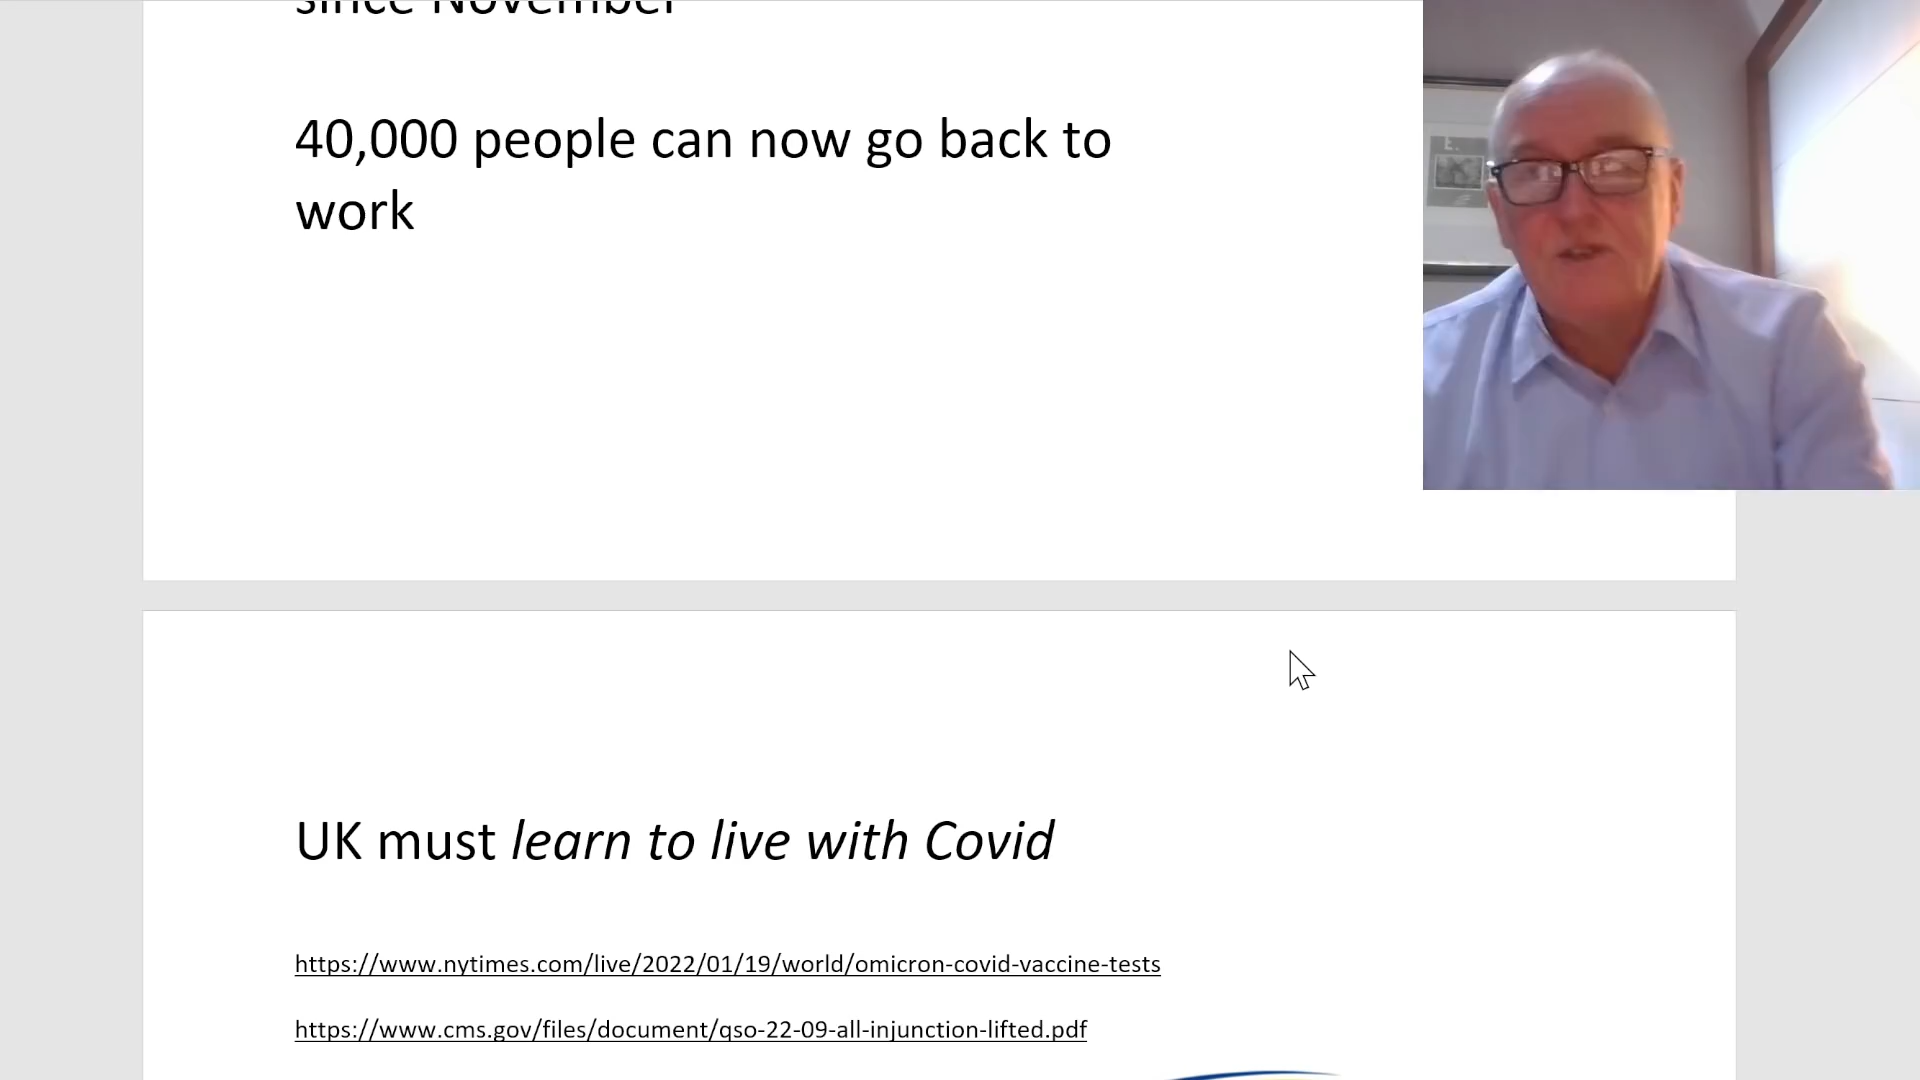 since November
40,000 people can now go back to
work
E.
UK must learn to live with Covid
https://www.nytimes.com/live/2022/01/19/world/omicron-covid-vaccine-tests
https://www.cms.gov/files/document/qso-22-09-all-injunction-lifted.pdf